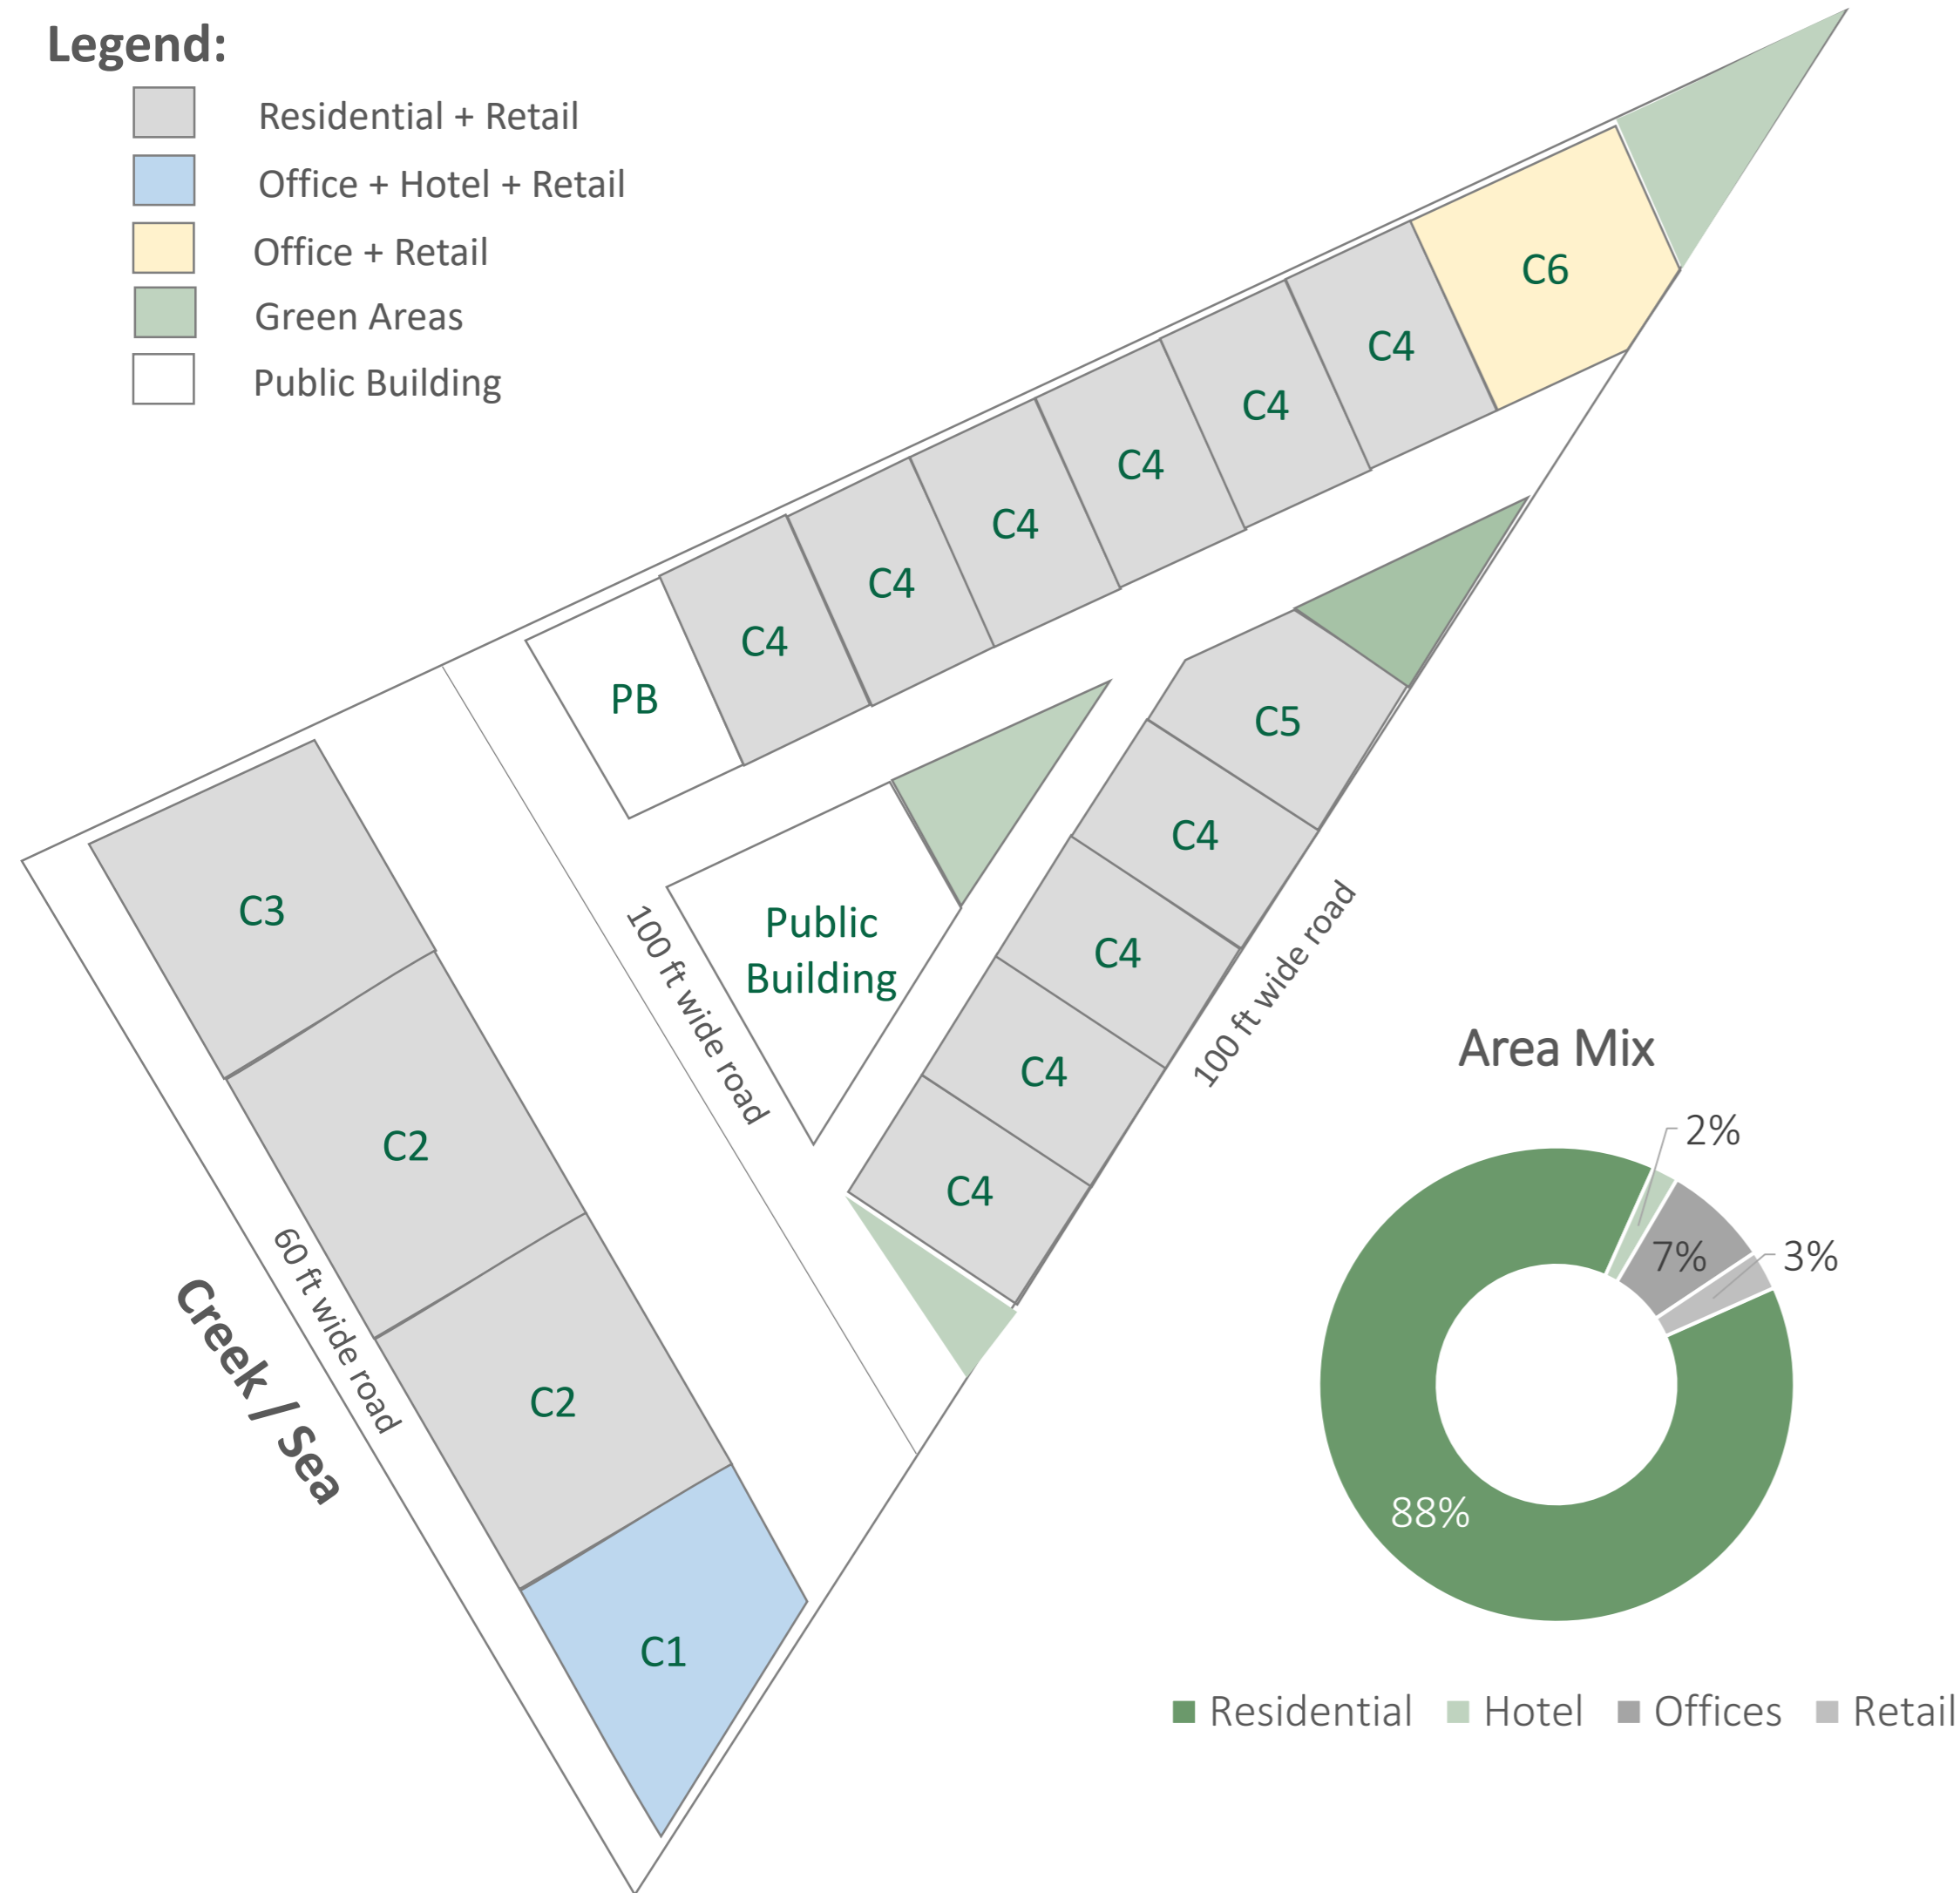 Legend:
Residential + Retail
Office + Hotel + Retail
Office + Retail
Green Areas
Public Building
C6
C4
C4
C4
C4
C4
C4
PB
C5
C4
C4
C4
C4
Public
Building
C3
C2
C2
C1
100 ft wide road
100 ft wide road
60 ft wide road
Creek / Sea
Area Mix
2%
7%
3%
88%
Residential
Hotel
Offices
Retail